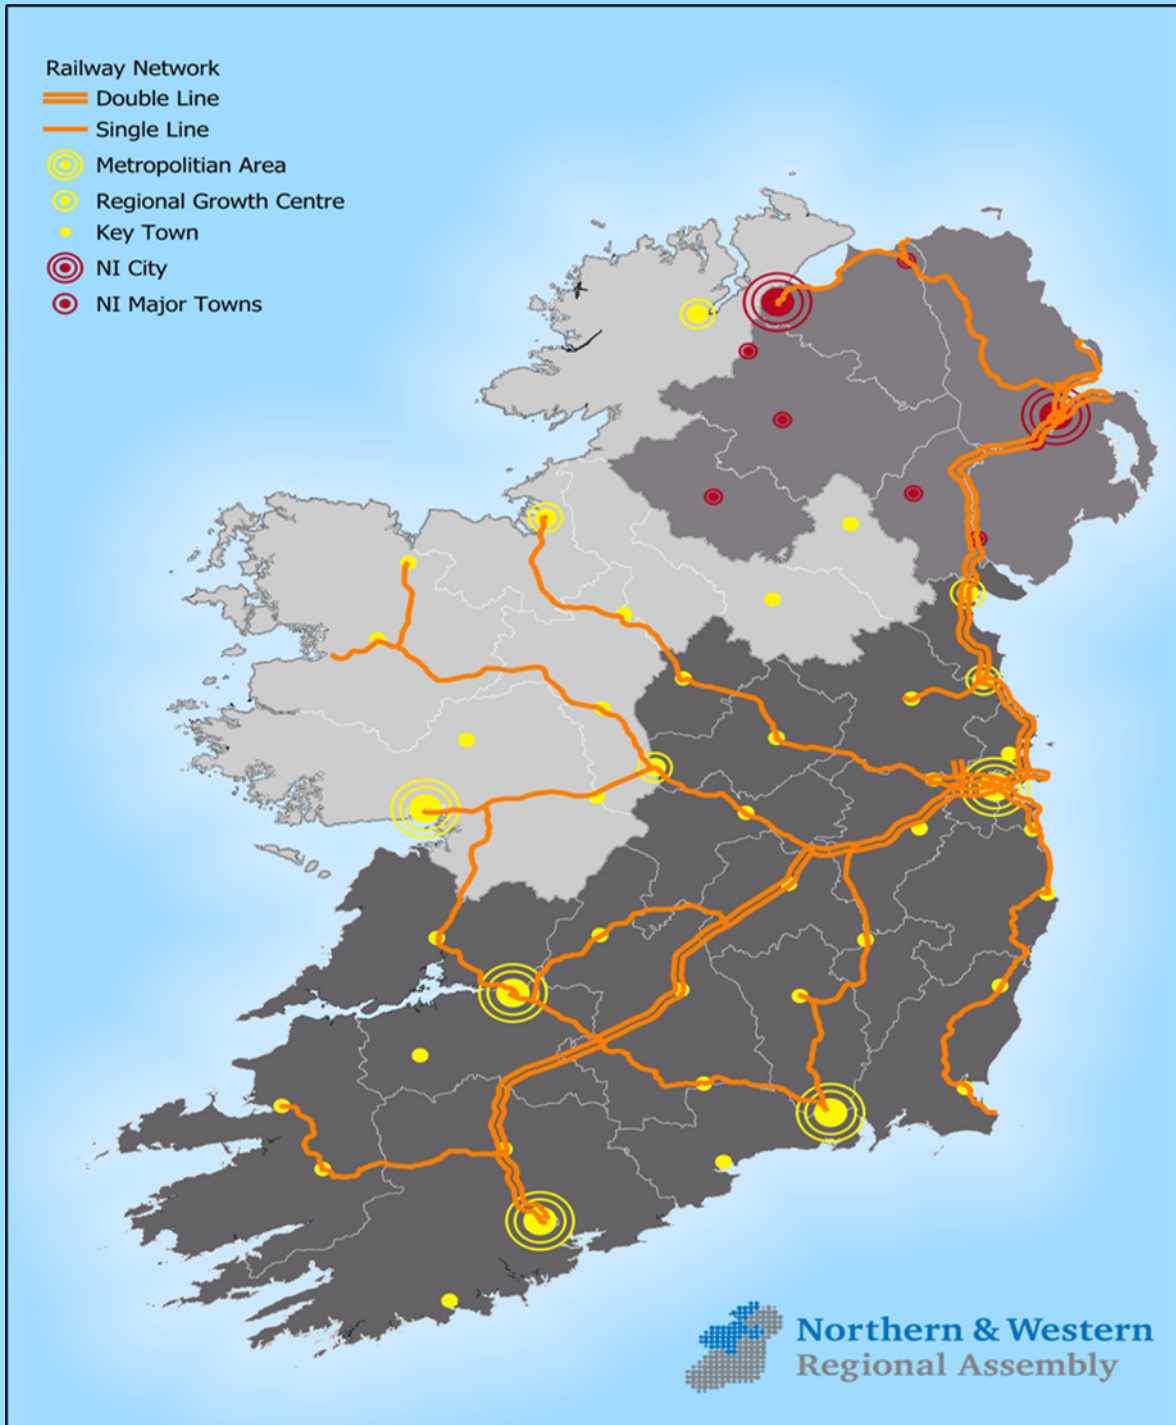 Railway Network
Double Line
Single Line
Metropolitian Area
Regional Growth Centre
Key Town
NI City
NI Major Towns
Northern & Western
Regional Assembly